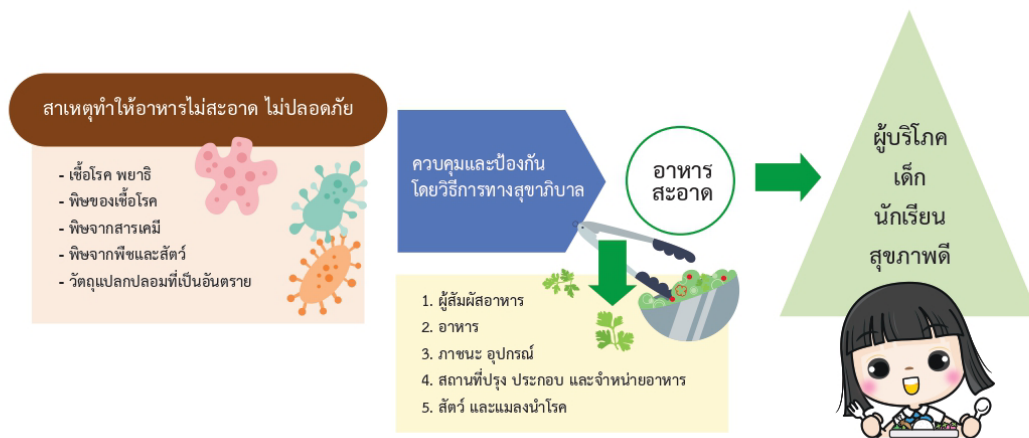 สาเหตุทำให้อาหารไม่สะอาด ไม่ปลอดภัย
- เชื้อโรค พยาธิ
- พิษของเชื้อโรค
- พิษจากสารเคมี
- พิษจากพืชและสัตว์
- วัตถุแปลกปลอมที่เป็นอันตราย
ควบคุมและป้องกัน
โดยวิธีการทางสุขาภิบาล
อาหาร
สะอาด
1. ผู้สัมผัสอาหาร
2. อาหาร
3. ภาชนะ อุปกรณ์
4. สถานที่ปรุง ประกอบ และจำหน่ายอาหาร
5. สัตว์ และแมลงนำโรค
ผู้บริโภค
เด็ก
นักเรียน
สุขภาพดี